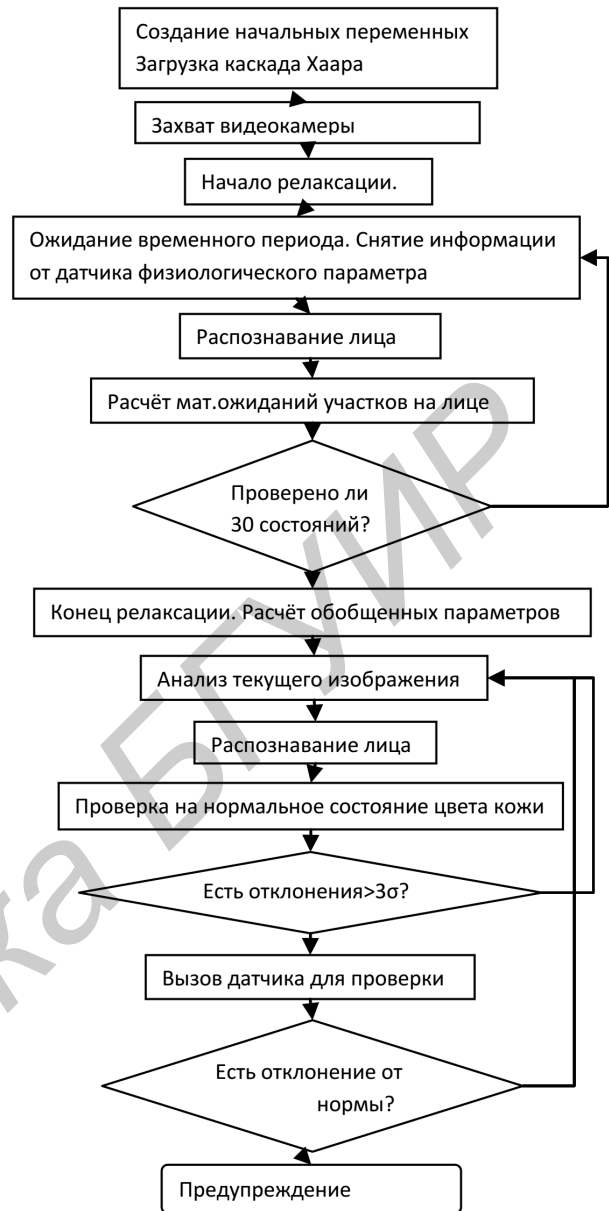 Создание начальных переменных
Загрузка каскада Хаара
Захват видеокамеры
Начало релаксации.
Ожидание временного периода. Снятие информации
от датчика физиологического параметра
Распознавание лица
Расчёт мат.ожиданий участков на лице
Проверено ли
30 состояний?
Конец релаксации. Расчёт обобщенных параметров
Анализ текущего изображения
Распознавание лица
Проверка на нормальное состояние цвета кожи
Есть отклонения>3σ?
Вызов датчика для проверки
Есть отклонение от
нормы?
Предупреждение
БГУИР